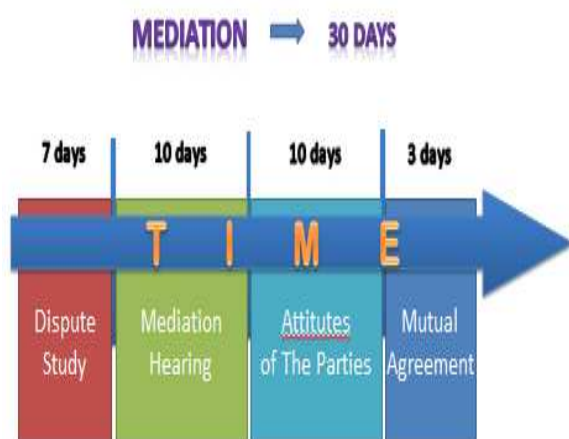 MEDIATION 30 DAYS
7 days 10 days 10 days 3 days
T I M E
Dispute Study
Mediation Hearing
Attitutes of The Parties
Mutual Agreement